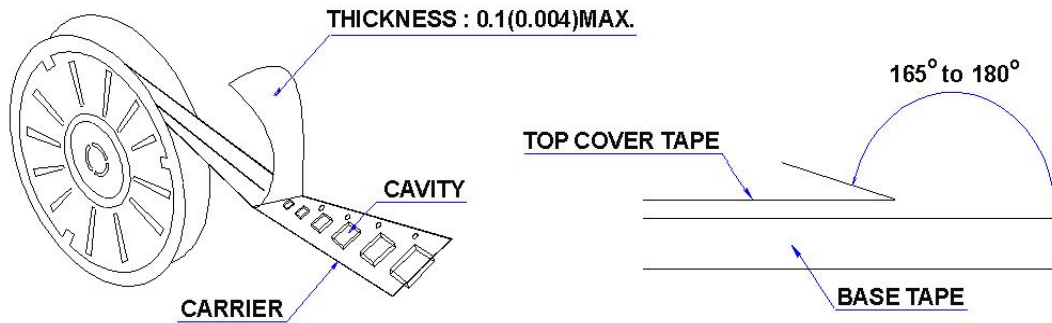 THICKNESS : 0.1(0.004)MAX.
165° to 180°
TOP COVER TAPE
CAVITY
CARRIER
BASE TAPE